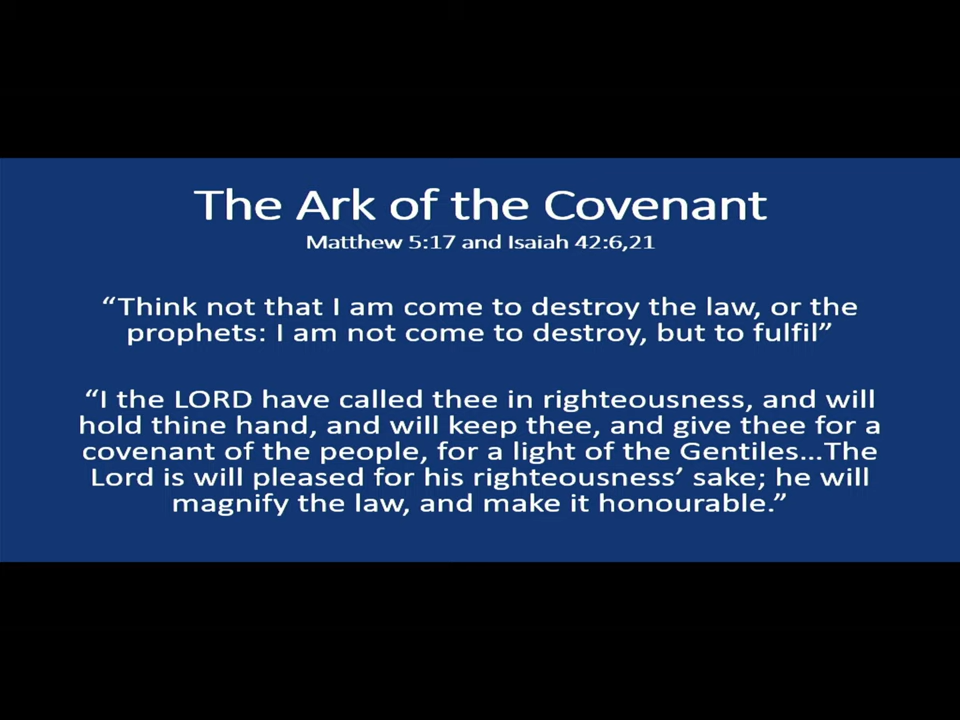 The Ark of the Covenant
Matthew 5:17 and Isaiah 42:6,21
“Think not that I am come to destroy the law, or the
prophets: I am not come to destroy, but to fulfil”
“I the LORD have called thee in righteousness, and will
hold thine hand, and will keep thee, and give thee for a
covenant of the people, for a light of the Gentiles...The
Lord is will pleased for his righteousness’ sake; he will
magnify the law, and make it honourable.”